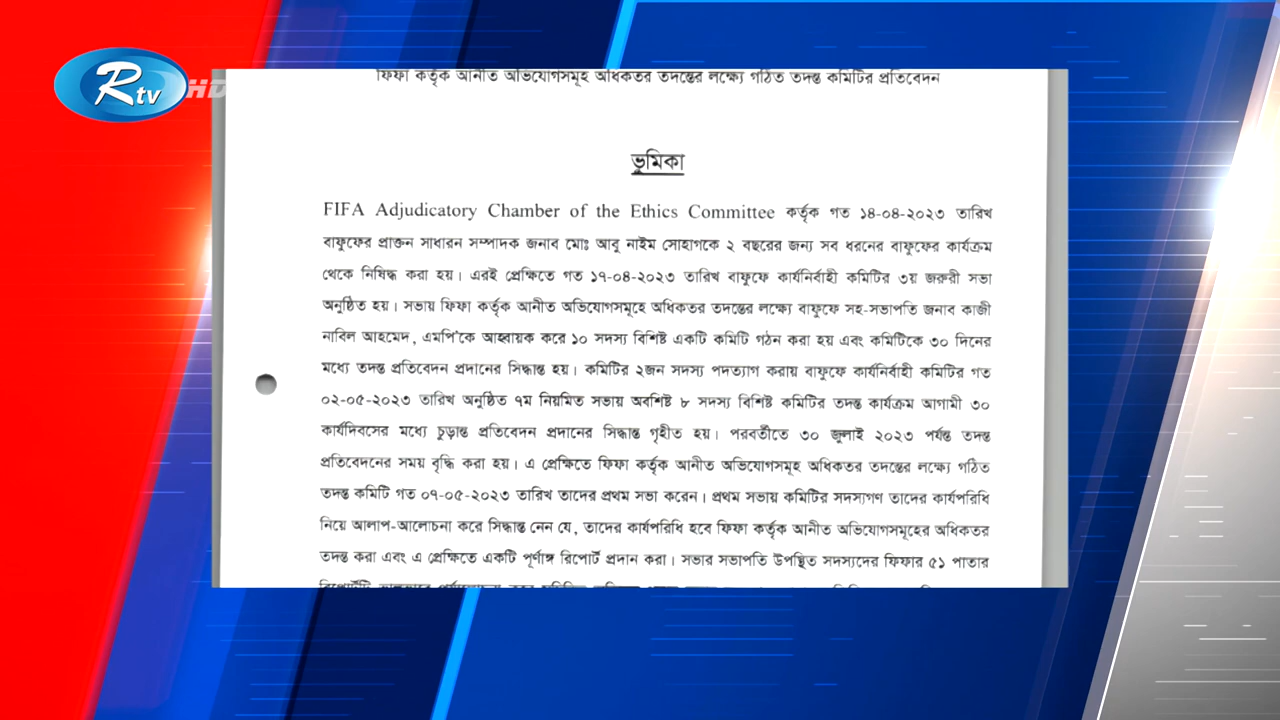 Rtv HD
ফিফা কর্তৃক আনীত অভিযোগসমূহ অধিকতর তদন্তের লক্ষ্যে গঠিত তদন্ত কমিটির প্রতিবেদন
ভূমিকা
FIFA Adjudicatory Chamber of the Ethics Committee কর্তৃক গত ১৪-০৪-২০২৩ তারিখ
বাফুফের প্রাক্তন সাধারন সম্পাদক জনাব মোঃ আবু নাইম সোহাগকে ২ বছরের জন্য সব ধরনের বাফুফের কার্যক্রম
থেকে নিষিদ্ধ করা হয়। এরই প্রেক্ষিতে গত ১৭-০৪-২০২৩ তারিখ বাফুফে কার্যনির্বাহী কমিটির ৩য় জরুরী সভা
অনুষ্ঠিত হয়। সভায় ফিফা কর্তৃক আনীত অভিযোগসমূহে অধিকতর তদন্তের লক্ষ্যে বাফুফে সহ-সভাপতি জনাব কাজী
নাবিল আহমেদ, এমপি'কে আহ্বায়ক করে ১০ সদস্য বিশিষ্ট একটি কমিটি গঠন করা হয় এবং কমিটিকে ৩০ দিনের
মধ্যে তদন্ত প্রতিবেদন প্রদানের সিদ্ধান্ত হয়। কমিটির ২জন সদস্য পদত্যাগ করায় বাফুফে কার্যনির্বাহী কমিটির গত
০২-০৫-২০২৩ তারিখ অনুষ্ঠিত ৭ম নিয়মিত সভায় অবশিষ্ট ৮ সদস্য বিশিষ্ট কমিটির তদন্ত কার্যক্রম আগামী ৩০
কার্যদিবসের মধ্যে চুড়ান্ত প্রতিবেদন প্রদানের সিদ্ধান্ত গৃহীত হয়। পরবর্তীতে ৩০ জুলাই ২০২৩ পর্যন্ত তদন্ত
প্রতিবেদনের সময় বৃদ্ধি করা হয়। এ প্রেক্ষিতে ফিফা কর্তৃক আনীত অভিযোগসমূহ অধিকতর তদন্তের লক্ষ্যে গঠিত
তদন্ত কমিটি গত ০৭-০৫-২০২৩ তারিখ তাদের প্রথম সভা করেন। প্রথম সভায় কমিটির সদস্যগণ তাদের কার্যপরিধি
নিয়ে আলাপ-আলোচনা করে সিদ্ধান্ত নেন যে, তাদের কার্যপরিধি হবে ফিফা কর্তৃক আনীত অভিযোগসমূহের অধিকতর
তদন্ত করা এবং এ প্রেক্ষিতে একটি পূর্ণাঙ্গ রিপোর্ট প্রদান করা। সভার সভাপতি উপস্থিত সদস্যদের ফিফার ৫১ পাতার